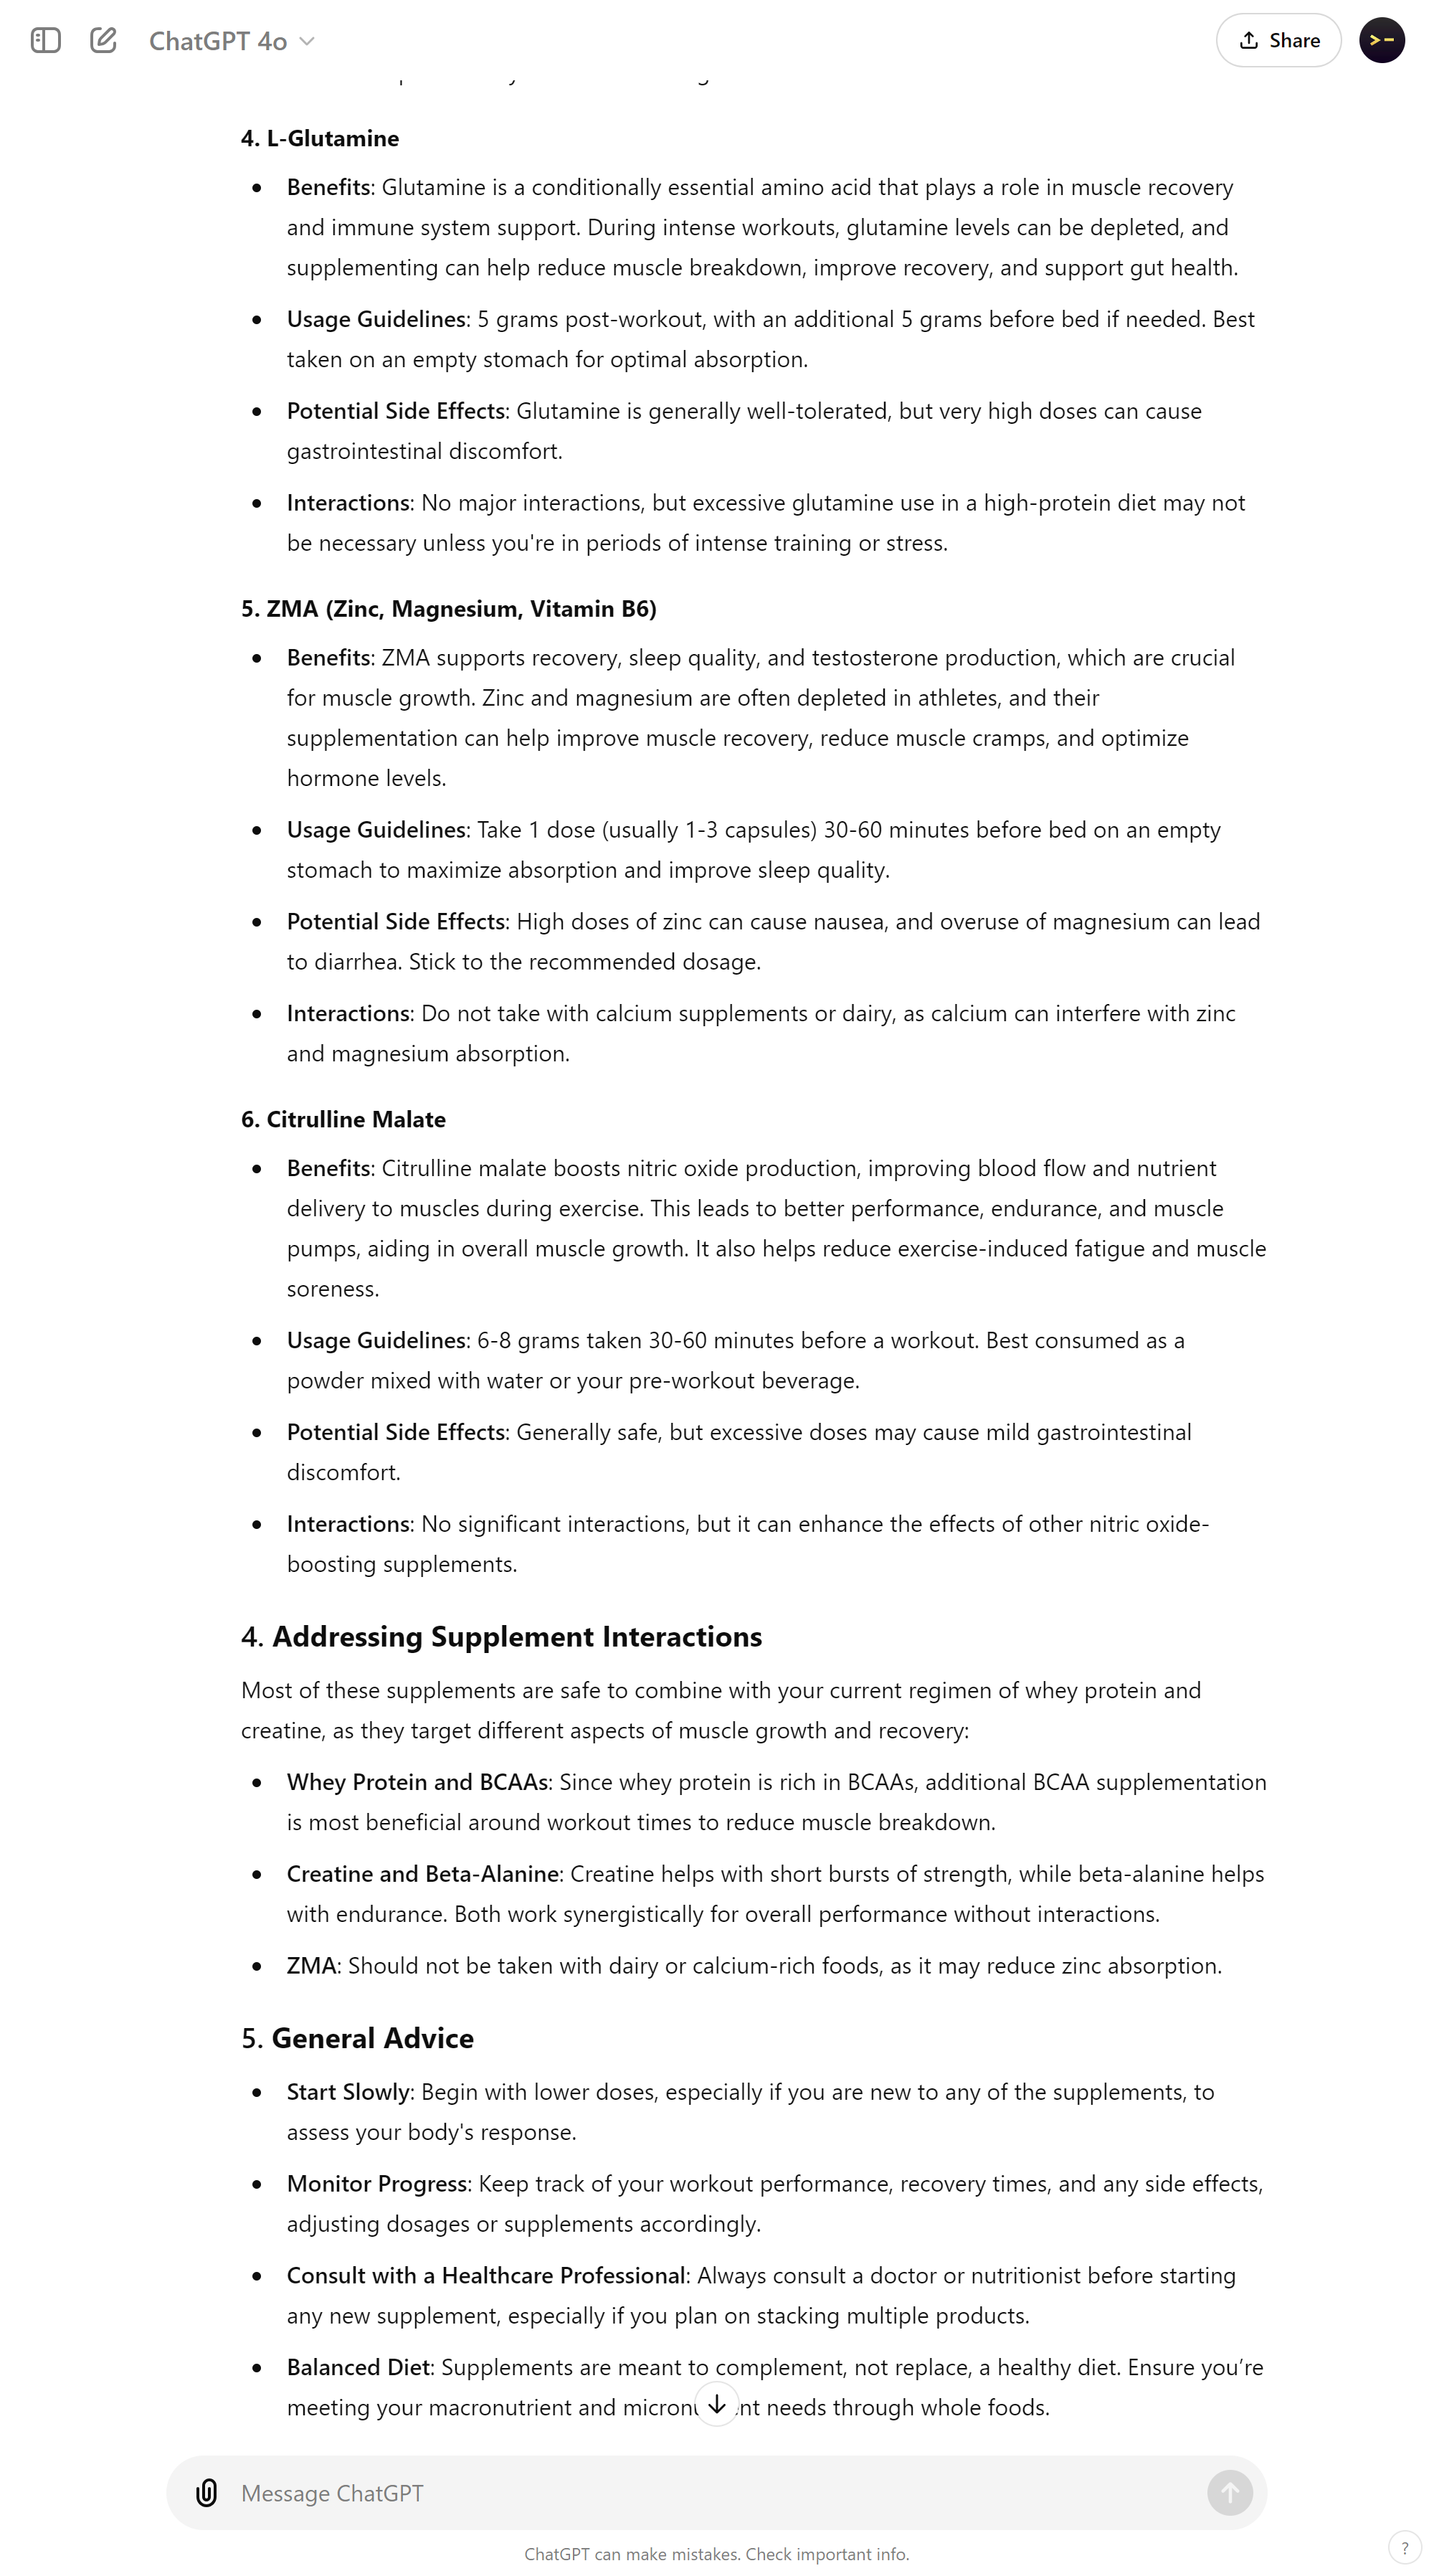 ChatGPT 4o
Share
4. L-Glutamine
Benefits: Glutamine is a conditionally essential amino acid that plays a role in muscle recovery
and immune system support. During intense workouts, glutamine levels can be depleted, and
supplementing can help reduce muscle breakdown, improve recovery, and support gut health.
Usage Guidelines: 5 grams post-workout, with an additional 5 grams before bed if needed. Best
taken on an empty stomach for optimal absorption.
Potential Side Effects: Glutamine is generally well-tolerated, but very high doses can cause
gastrointestinal discomfort.
Interactions: No major interactions, but excessive glutamine use in a high-protein diet may not
be necessary unless you're in periods of intense training or stress.
5. ZMA (Zinc, Magnesium, Vitamin B6)
Benefits: ZMA supports recovery, sleep quality, and testosterone production, which are crucial
for muscle growth. Zinc and magnesium are often depleted in athletes, and their
supplementation can help improve muscle recovery, reduce muscle cramps, and optimize
hormone levels.
Usage Guidelines: Take 1 dose (usually 1-3 capsules) 30-60 minutes before bed on an empty
stomach to maximize absorption and improve sleep quality.
Potential Side Effects: High doses of zinc can cause nausea, and overuse of magnesium can lead
to diarrhea. Stick to the recommended dosage.
Interactions: Do not take with calcium supplements or dairy, as calcium can interfere with zinc
and magnesium absorption.
6. Citrulline Malate
Benefits: Citrulline malate boosts nitric oxide production, improving blood flow and nutrient
delivery to muscles during exercise. This leads to better performance, endurance, and muscle
pumps, aiding in overall muscle growth. It also helps reduce exercise-induced fatigue and muscle
soreness.
Usage Guidelines: 6-8 grams taken 30-60 minutes before a workout. Best consumed as a
powder mixed with water or your pre-workout beverage.
Potential Side Effects: Generally safe, but excessive doses may cause mild gastrointestinal
discomfort.
Interactions: No significant interactions, but it can enhance the effects of other nitric oxide-
boosting supplements.
4. Addressing Supplement Interactions
Most of these supplements are safe to combine with your current regimen of whey protein and
creatine, as they target different aspects of muscle growth and recovery:
Whey Protein and BCAAs: Since whey protein is rich in BCAAs, additional BCAA supplementation
is most beneficial around workout times to reduce muscle breakdown.
Creatine and Beta-Alanine: Creatine helps with short bursts of strength, while beta-alanine helps
with endurance. Both work synergistically for overall performance without interactions.
ZMA: Should not be taken with dairy or calcium-rich foods, as it may reduce zinc absorption.
5. General Advice
Start Slowly: Begin with lower doses, especially if you are new to any of the supplements, to
assess your body's response.
Monitor Progress: Keep track of your workout performance, recovery times, and any side effects,
adjusting dosages or supplements accordingly.
Consult with a Healthcare Professional: Always consult a doctor or nutritionist before starting
any new supplement, especially if you plan on stacking multiple products.
Balanced Diet: Supplements are meant to complement, not replace, a healthy diet. Ensure you’re
meeting your macronutrient and needs through whole foods.
Message ChatGPT
ChatGPT can make mistakes. Check important info.
?